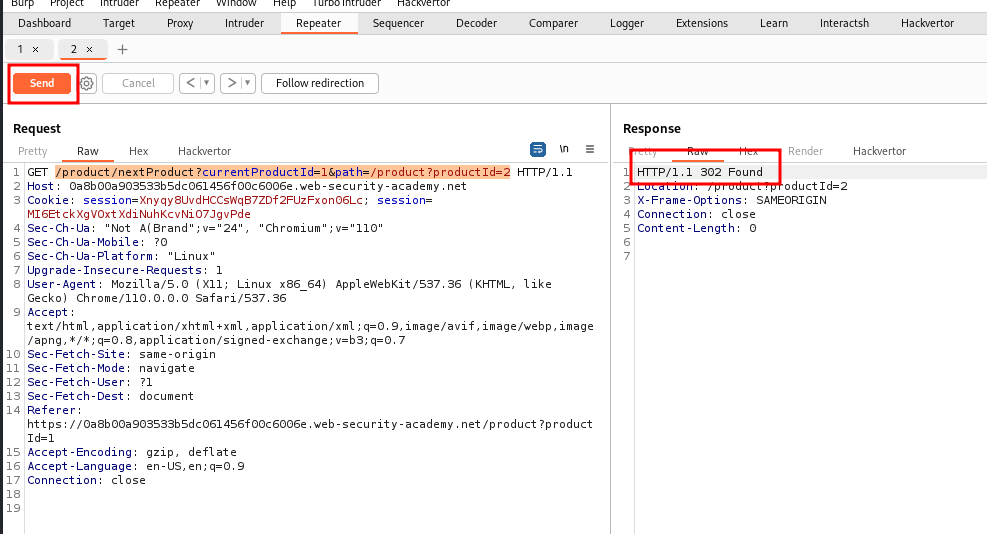 Burp Project Intruder Repeater Window Help Turbo Intruder Hackvertor
Dashboard Target Proxy Intruder Repeater Sequencer Decoder Comparer Logger Extensions Learn Interactsh Hackvertor
1 × 2 × +
Send Cancel < > Follow redirection
Request
Pretty Raw Hex Hackvertor \n
1 GET /product/nextProduct?currentProductId=1&path=/product?productId=2 HTTP/1.1
2 Host: 0a8b00a903533b5dc061456f00c6006e.web-security-academy.net
3 Cookie: session=Xnyqy8UvdHCCsWqB7ZDf2FUzFxon06Lc; session=
MI6EtckXgVOxtXdiNuhKcvNiO7JgvPde
4 Sec-Ch-Ua: "Not A(Brand";v="24", "Chromium";v="110"
5 Sec-Ch-Ua-Mobile: ?0
6 Sec-Ch-Ua-Platform: "Linux"
7 Upgrade-Insecure-Requests: 1
8 User-Agent: Mozilla/5.0 (X11; Linux x86_64) AppleWebKit/537.36 (KHTML, like
Gecko) Chrome/110.0.0.0 Safari/537.36
9 Accept:
text/html,application/xhtml+xml,application/xml;q=0.9,image/avif,image/webp,image
/apng,*/*;q=0.8,application/signed-exchange;v=b3;q=0.7
10 Sec-Fetch-Site: same-origin
11 Sec-Fetch-Mode: navigate
12 Sec-Fetch-User: ?1
13 Sec-Fetch-Dest: document
14 Referer:
https://0a8b00a903533b5dc061456f00c6006e.web-security-academy.net/product?product
Id=1
15 Accept-Encoding: gzip, deflate
16 Accept-Language: en-US,en;q=0.9
17 Connection: close
18
19
Response
Pretty Raw Hex Render Hackvertor
1 HTTP/1.1 302 Found
2 Location: /product?productId=2
3 X-Frame-Options: SAMEORIGIN
4 Connection: close
5 Content-Length: 0
6
7